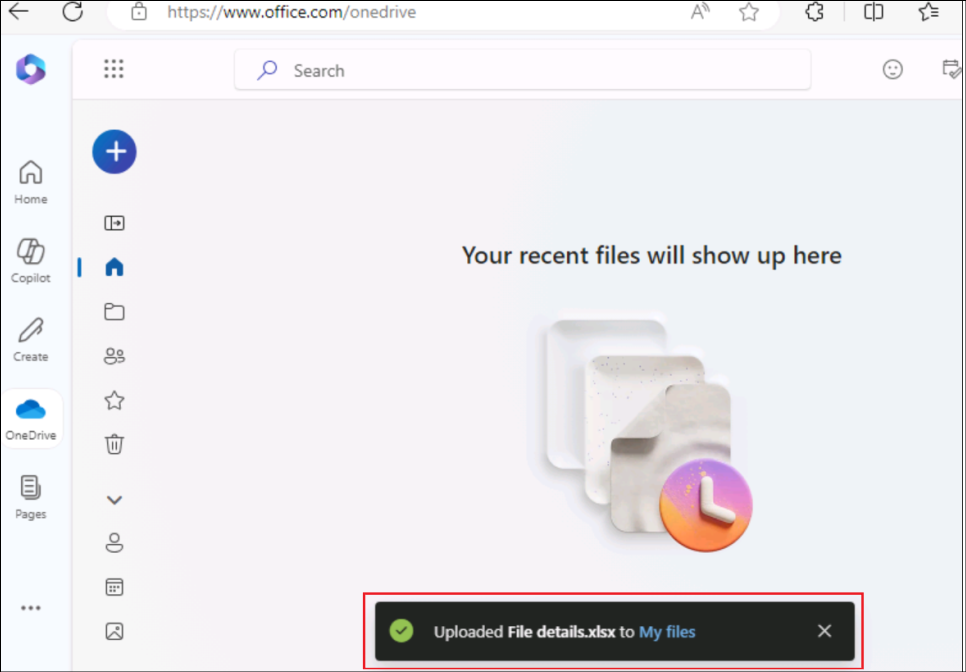 https://www.office.com/onedrive
Search
Home
Copilot
Create
OneDrive
Pages
Your recent files will show up here
Uploaded File details.xlsx to My files